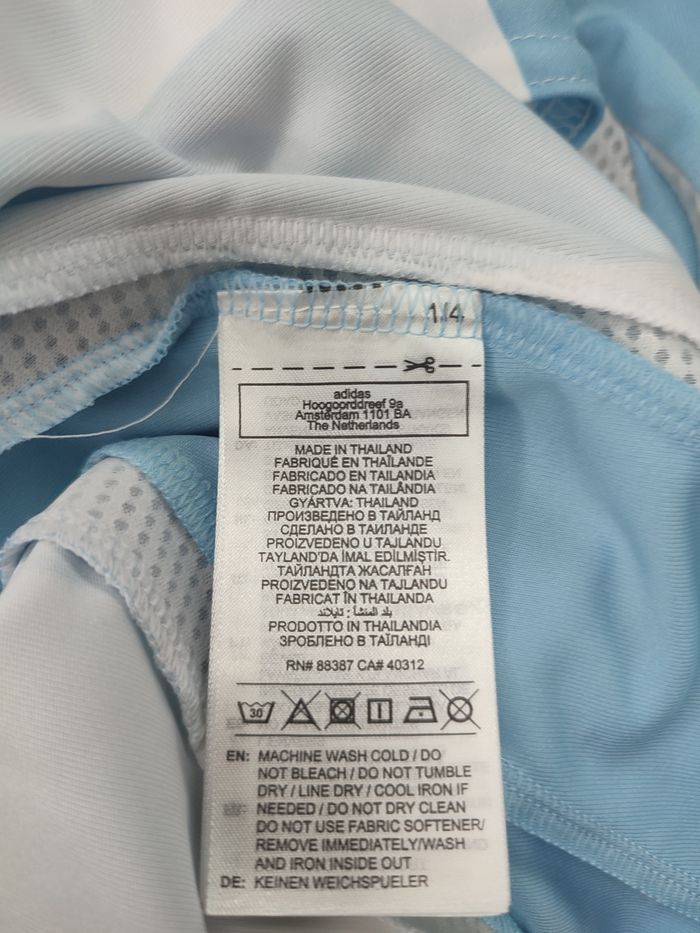 1/4
adidas
Hoogoorddreef 9a
Amsterdam 1101 BA
The Netherlands
MADE IN THAILAND
FABRIQUÉ EN THAÏLANDE
FABRICADO EN TAILANDIA
FABRICADO NA TAILÂNDIA
GYÁRTVA: THAILAND
ПРОИЗВЕДЕНО В ТАЙЛАНД
СДЕЛАНО В ТАИЛАНДЕ
PROIZVEDENO U TAJLANDU
TAYLAND'DA İMAL EDİLMİŞTİR.
ТАЙЛАНДТА ЖАСАЛҒАН
PROIZVEDENO NA TAJLANDU
FABRICAT ÎN THAILANDA
بلد المنشأ : تايلاند
PRODOTTO IN THAILANDIA
ЗРОБЛЕНО В ТАЇЛАНДІ
RN# 88387 CA# 40312
30
EN: MACHINE WASH COLD / DO
NOT BLEACH / DO NOT TUMBLE
DRY / LINE DRY / COOL IRON IF
NEEDED / DO NOT DRY CLEAN
DO NOT USE FABRIC SOFTENER/
REMOVE IMMEDIATELY/WASH
AND IRON INSIDE OUT
DE: KEINEN WEICHSPUELER